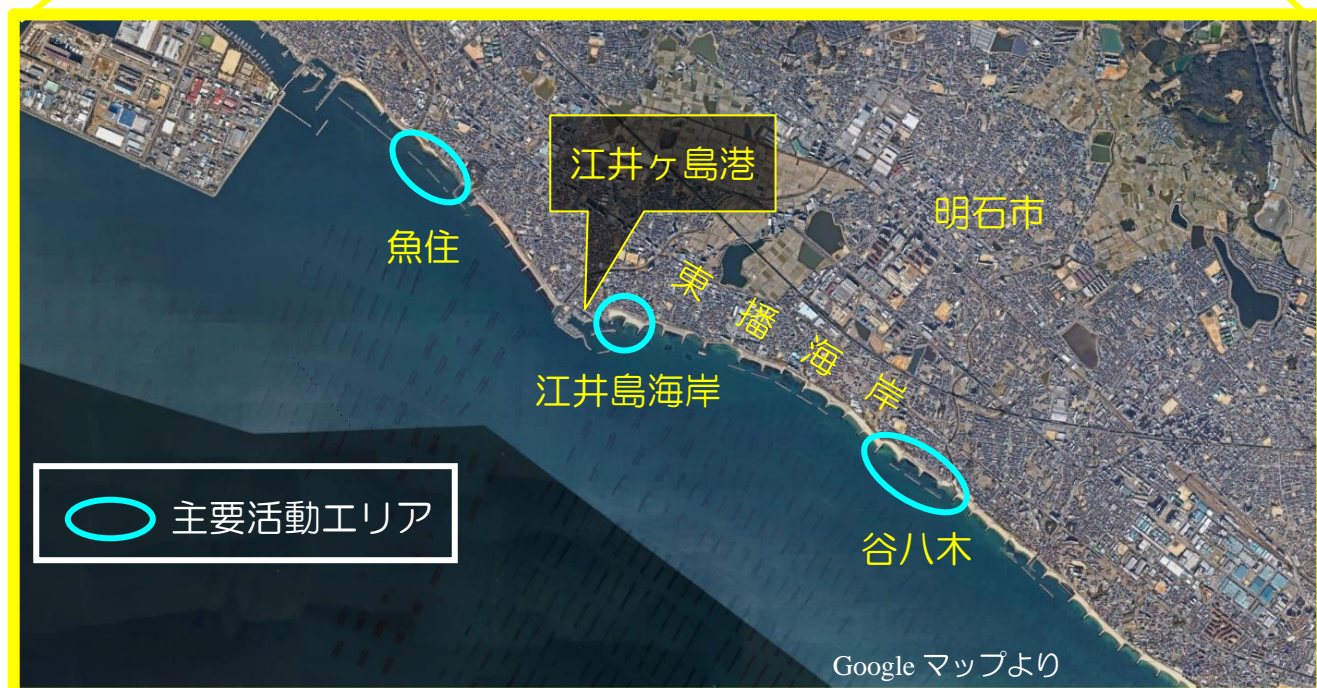 江井ヶ島港
明石市
魚住
東播海岸
江井島海岸
主要活動エリア
谷八木
Google マップより